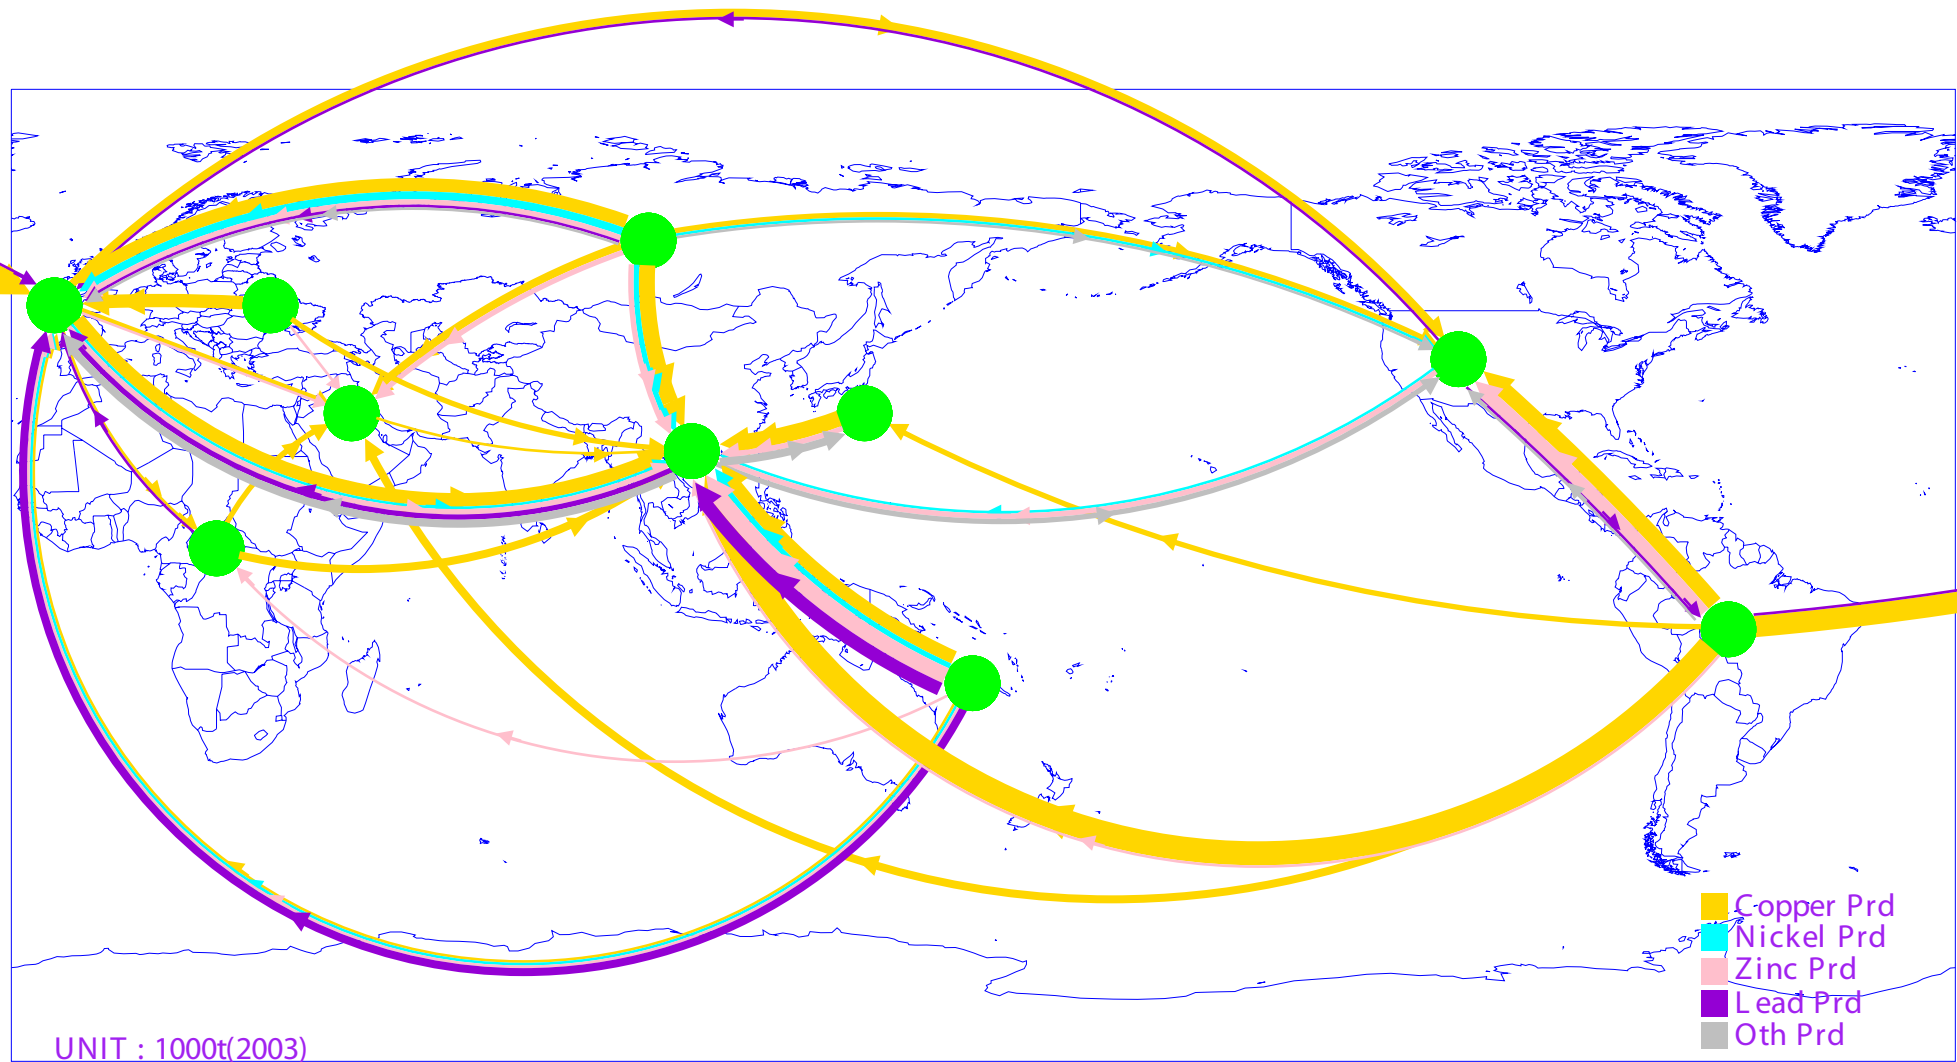 Copper Prd
Nickel Prd
Zinc Prd
Lead Prd
Oth Prd
UNIT : 1000t(2003)